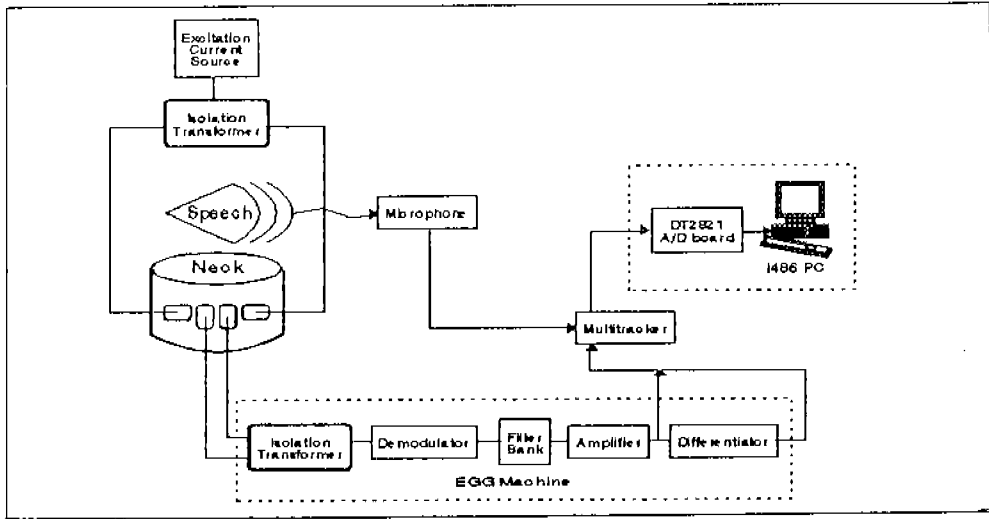 Excitation
Current
Source
Isolation
Transformer
Speech
Microphone
DT2821
A/D board
i486 PC
Neck
Multitracker
Isolation
Transformer
Demodulator
Filter
Bank
Amplifier
Differentiator
EGG Machine